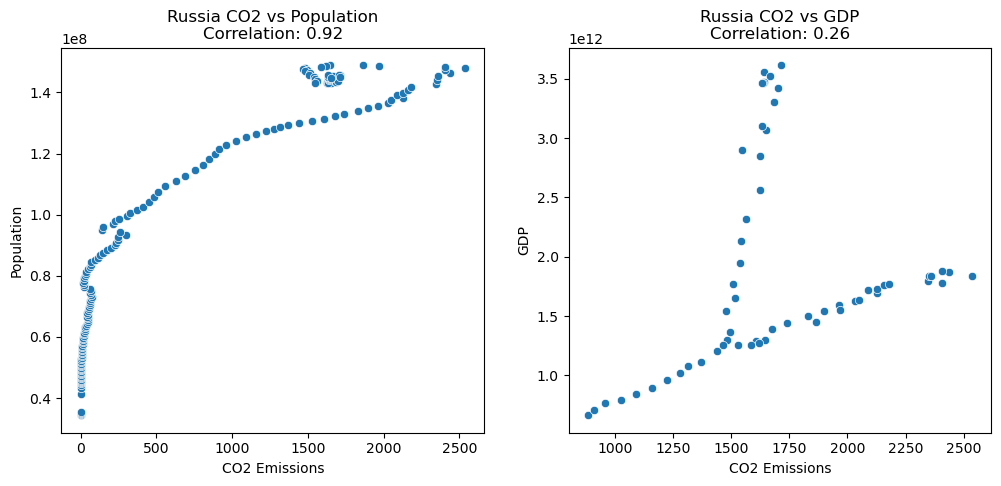 Russia CO2 vs Population
Correlation: 0.92
1e8
1.4
1.2
1.0
0.8
0.6
0.4
Population
0
500
1000
1500
2000
2500
CO2 Emissions
Russia CO2 vs GDP
Correlation: 0.26
1e12
3.5
3.0
2.5
2.0
1.5
1.0
GDP
1000
1250
1500
1750
2000
2250
2500
CO2 Emissions